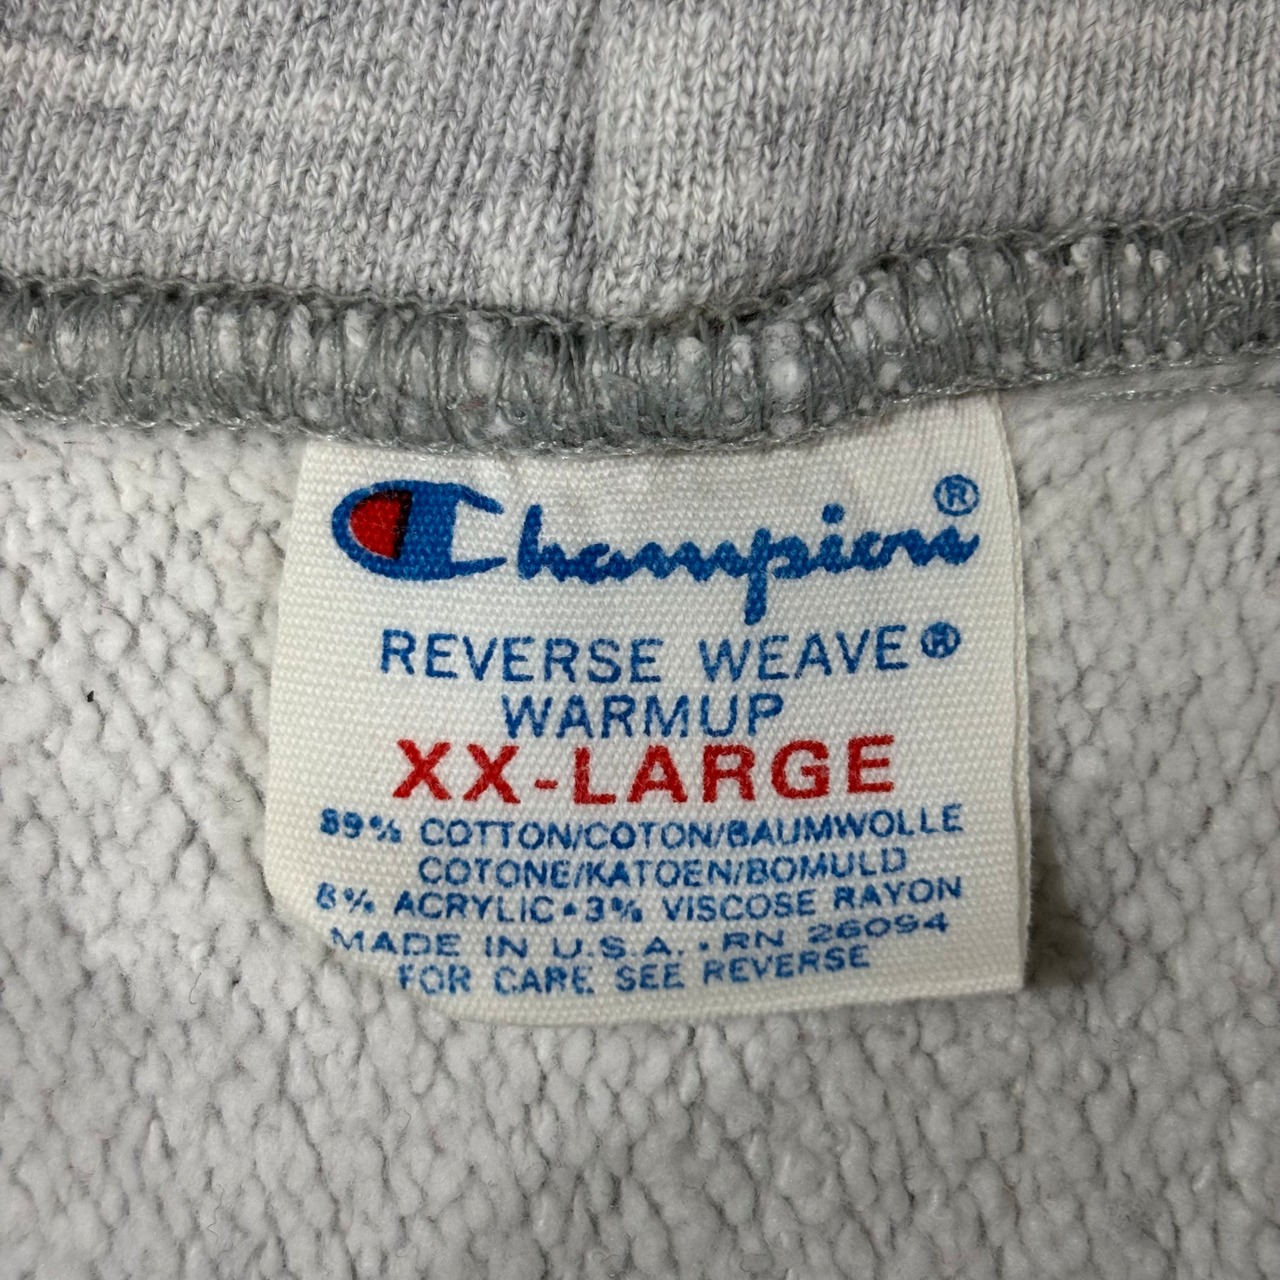 Champion®
REVERSE WEAVE®
WARMUP
XX-LARGE
89% COTTON/COTON/BAUMWOLLE
COTONE/KATOEN/BOMULD
8% ACRYLIC•3% VISCOSE RAYON
MADE IN U.S.A. • RN 26094
FOR CARE SEE REVERSE